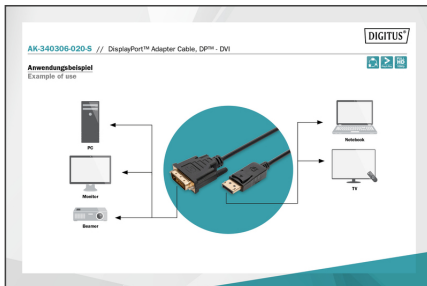 DIGITUS®
AK-340306-020-S // DisplayPort™ Adapter Cable, DP™ - DVI
Anwendungsbeispiel
Example of use
PC
Notebook
Monitor
TV
Beamer